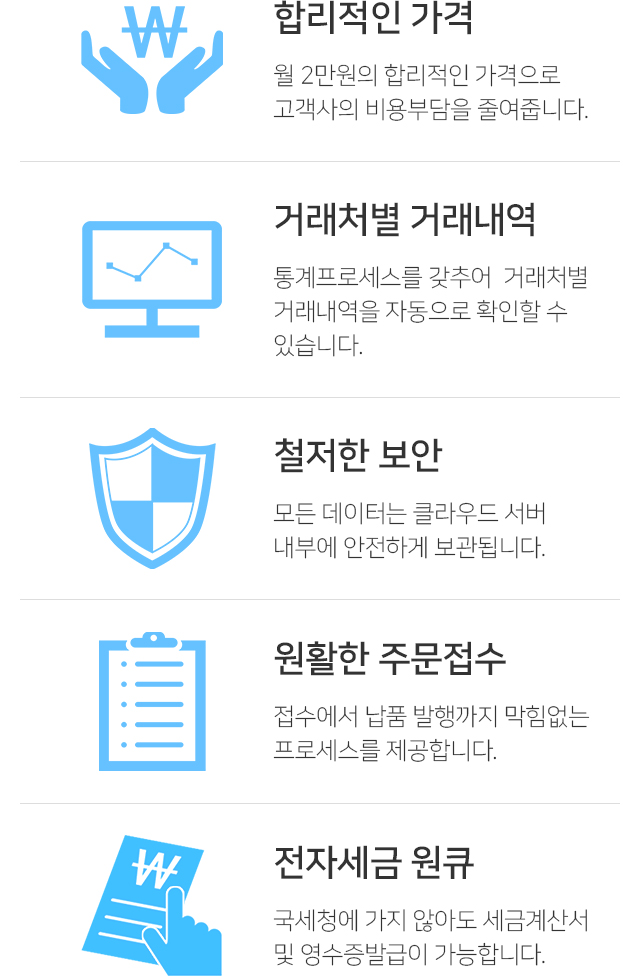 ₩
합리적인 가격
월 2만원의 합리적인 가격으로
고객사의 비용부담을 줄여줍니다.
거래처별 거래내역
통계프로세스를 갖추어 거래처별
거래내역을 자동으로 확인할 수
있습니다.
철저한 보안
모든 데이터는 클라우드 서버
내부에 안전하게 보관됩니다.
원활한 주문접수
접수에서 납품 발행까지 막힘없는
프로세스를 제공합니다.
₩
전자세금 원큐
국세청에 가지 않아도 세금계산서
및 영수증발급이 가능합니다.